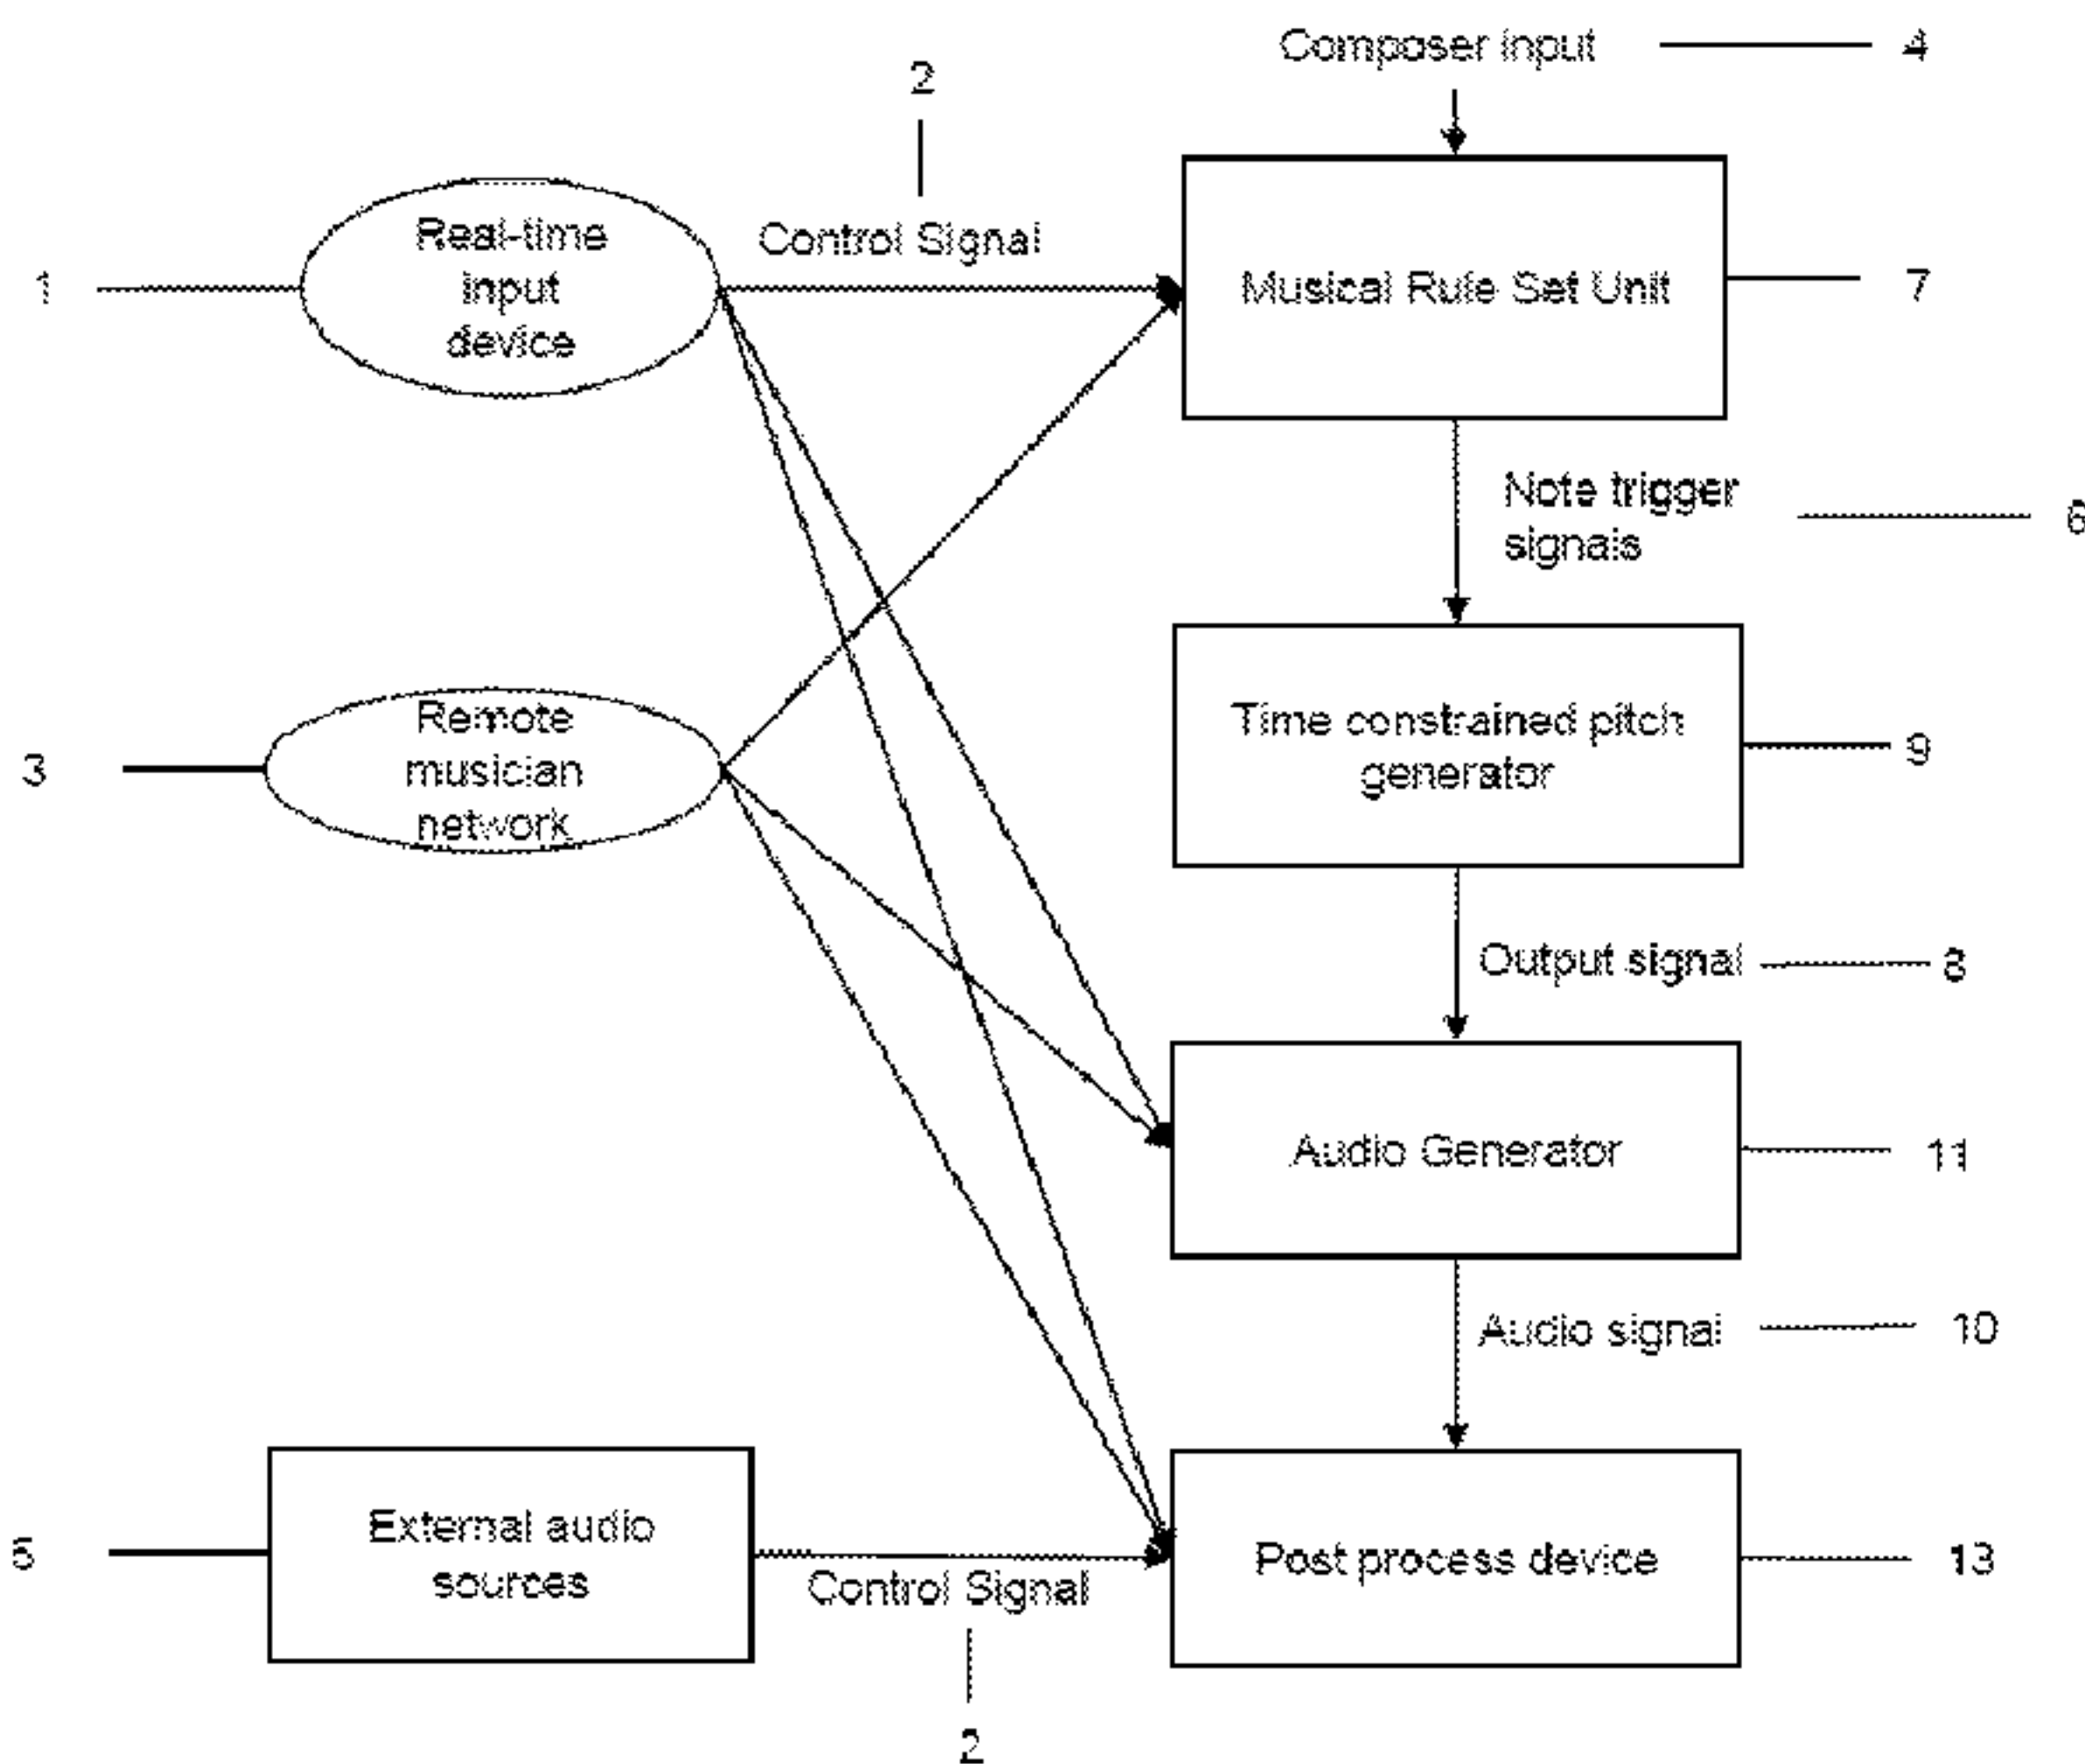 Composer input
4
2
Real-time
input
device
1
Control Signal
Musical Rule Set Unit
7
Note trigger
signals
6
Remote
musician
network
3
Time constrained pitch
generator
9
Output signal
8
Audio Generator
11
Audio signal
10
External audio
sources
5
Control Signal
2
Post process device
13